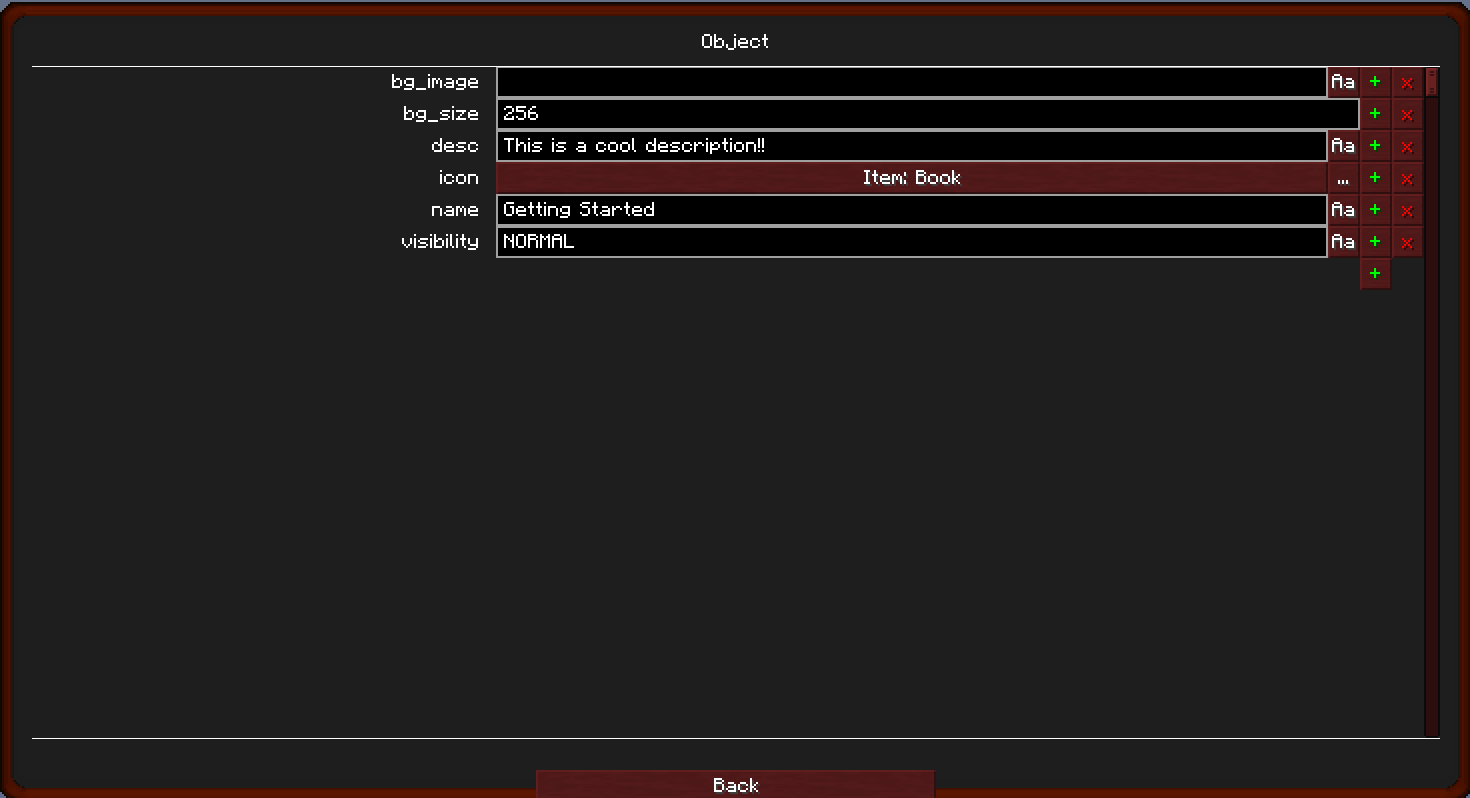 Object
bg_image Aa + x
bg_size 256 + x
desc This is a cool description!! Aa + x
icon Item: Book ... + x
name Getting Started Aa + x
visibility NORMAL Aa + x
+
Back